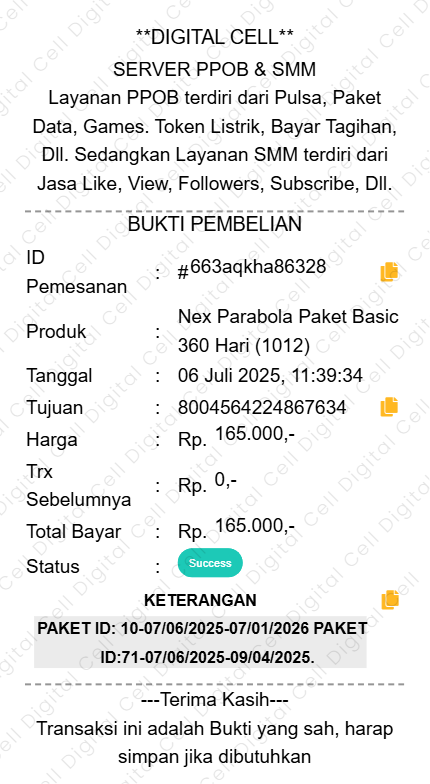 **DIGITAL CELL**
SERVER PPOB & SMM
Layanan PPOB terdiri dari Pulsa, Paket
Data, Games. Token Listrik, Bayar Tagihan,
Dll. Sedangkan Layanan SMM terdiri dari
Jasa Like, View, Followers, Subscribe, Dll.
BUKTI PEMBELIAN
ID
Pemesanan : #663aqkha86328
Produk : Nex Parabola Paket Basic
360 Hari (1012)
Tanggal : 06 Juli 2025, 11:39:34
Tujuan : 8004564224867634
Harga : Rp. 165.000,-
Trx
Sebelumnya : Rp. 0,-
Total Bayar : Rp. 165.000,-
Status : Success
KETERANGAN
PAKET ID: 10-07/06/2025-07/01/2026 PAKET
ID:71-07/06/2025-09/04/2025.
---Terima Kasih---
Transaksi ini adalah Bukti yang sah, harap
simpan jika dibutuhkan
Digital Cell